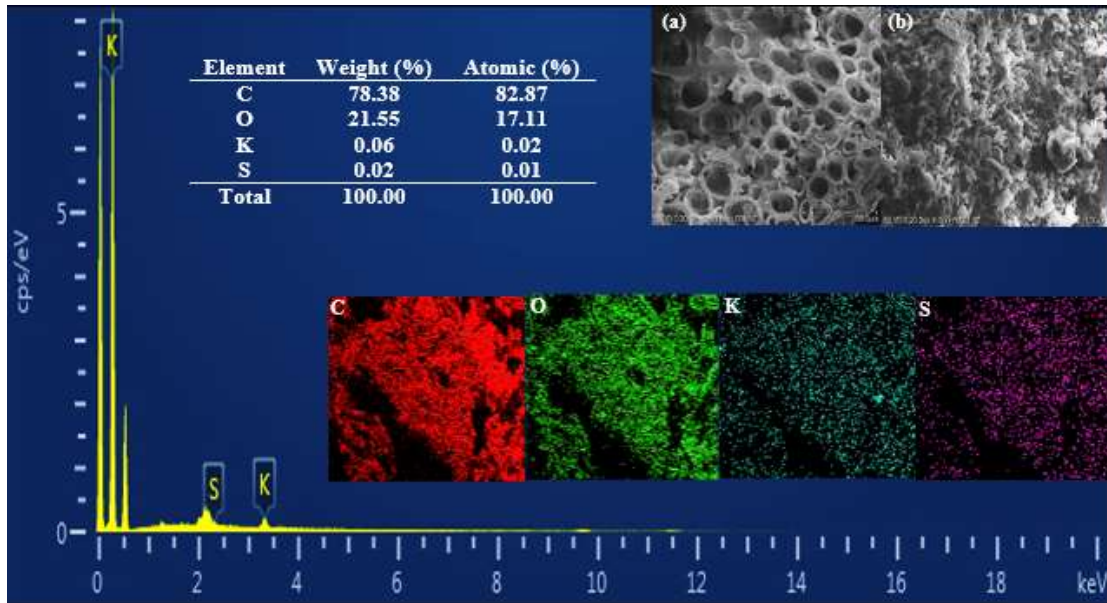 K
Element Weight (%) Atomic (%)
C 78.38 82.87
O 21.55 17.11
K 0.06 0.02
S 0.02 0.01
Total 100.00 100.00
(a)
(b)
5
cps/eV
C
O
K
S
S
K
0
0 2 4 6 8 10 12 14 16 18 keV